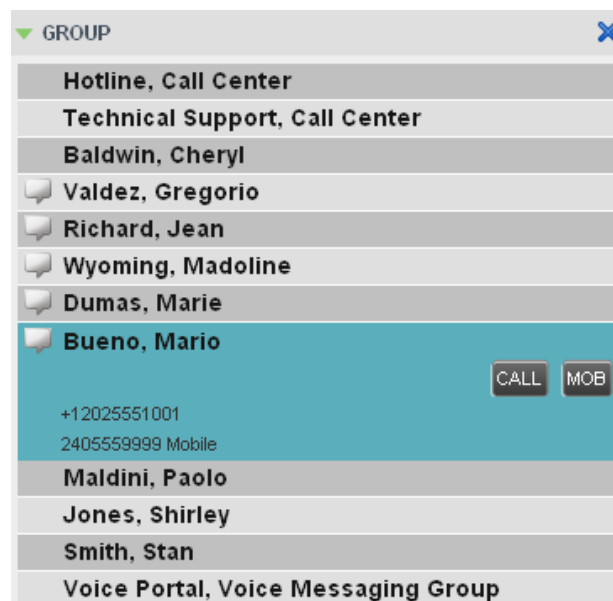 GROUP
Hotline, Call Center
Technical Support, Call Center
Baldwin, Cheryl
Valdez, Gregorio
Richard, Jean
Wyoming, Madoline
Dumas, Marie
Bueno, Mario
CALL MOB
+12025551001
2405559999 Mobile
Maldini, Paolo
Jones, Shirley
Smith, Stan
Voice Portal, Voice Messaging Group